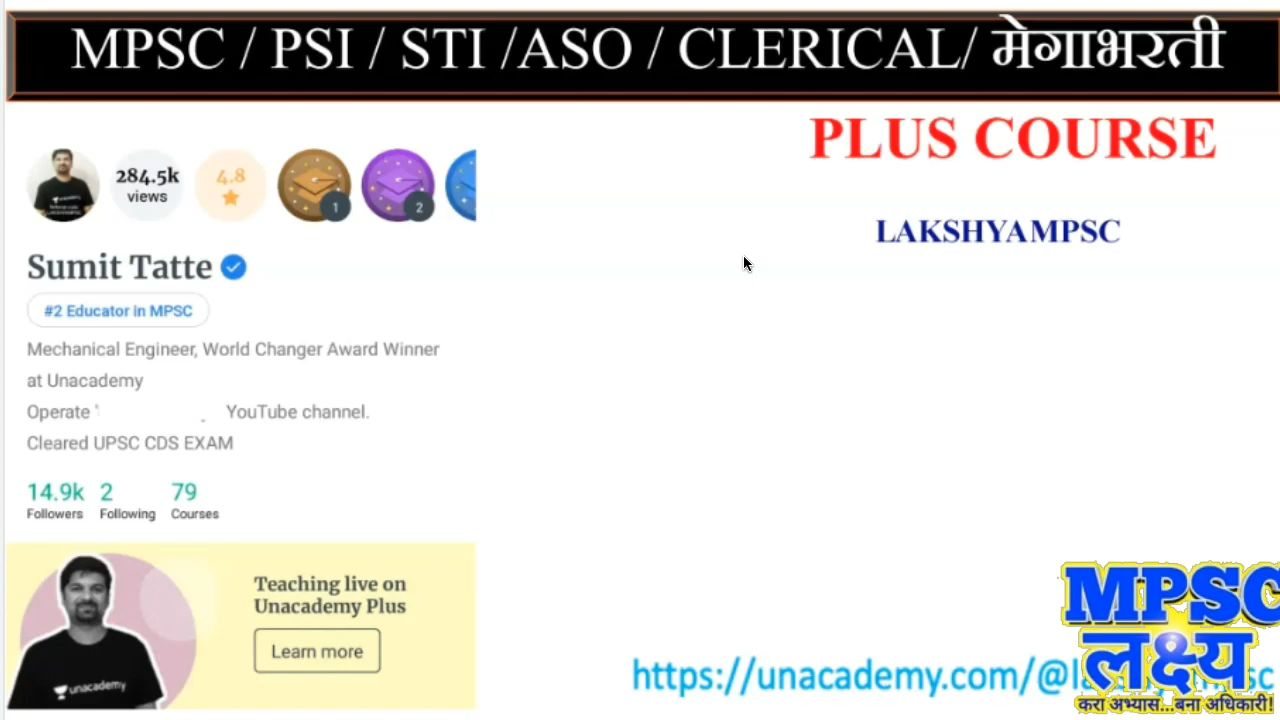 MPSC / PSI / STI /ASO / CLERICAL/ मेगाभरती
PLUS COURSE
LAKSHYAMPSC
284.5k
views
4.8
1
2
Sumit Tatte
#2 Educator in MPSC
Mechanical Engineer, World Changer Award Winner
at Unacademy
Operate ' YouTube channel.
Cleared UPSC CDS EXAM
14.9k 2 79
Followers Following Courses
Teaching live on
Unacademy Plus
Learn more
unacademy
https://unacademy.com/@
MPSC
लक्ष्य
करा अभ्यास...बना अधिकारी!